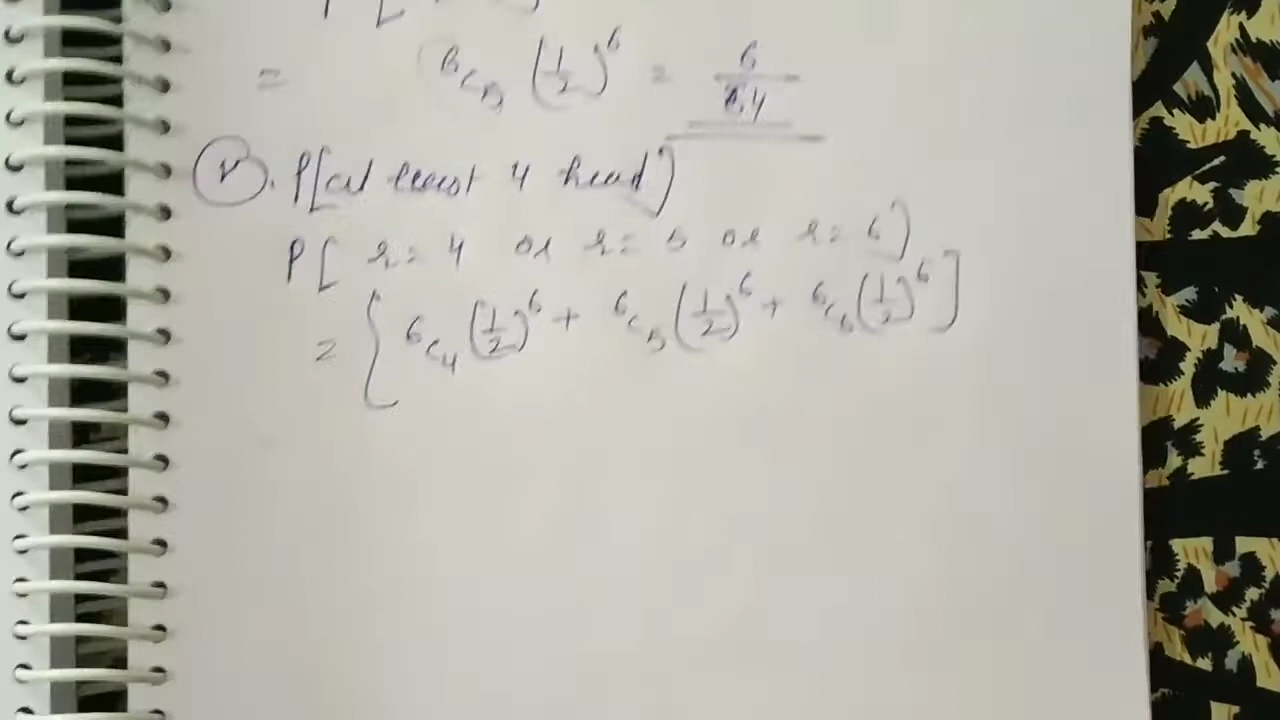 = ⁶C₅ (1/2)⁶ = 6/64
(V). P[at least 4 head]
P[ r = 4 or r = 5 or r = 6]
= [ ⁶C₄ (1/2)⁶ + ⁶C₅ (1/2)⁶ + ⁶C₆ (1/2)⁶ ]